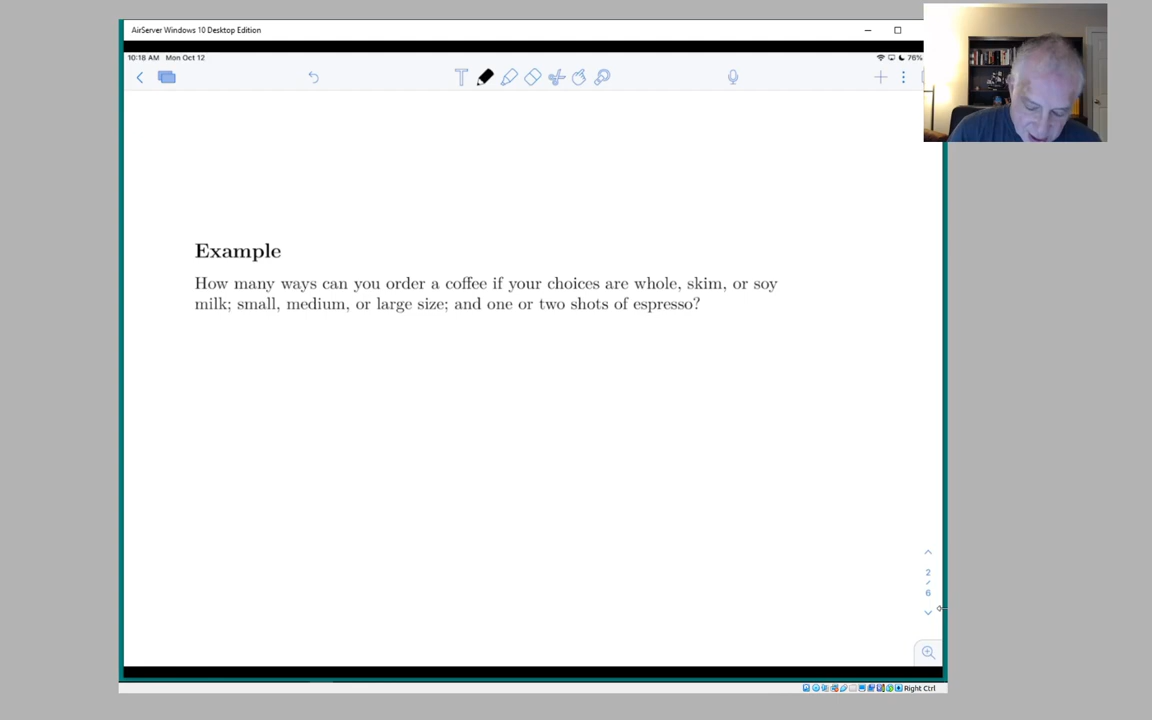 AirServer Windows 10 Desktop Edition
10:18 AM Mon Oct 12
76%
Example
How many ways can you order a coffee if your choices are whole, skim, or soy
milk; small, medium, or large size; and one or two shots of espresso?
2
/
6
Right Ctrl